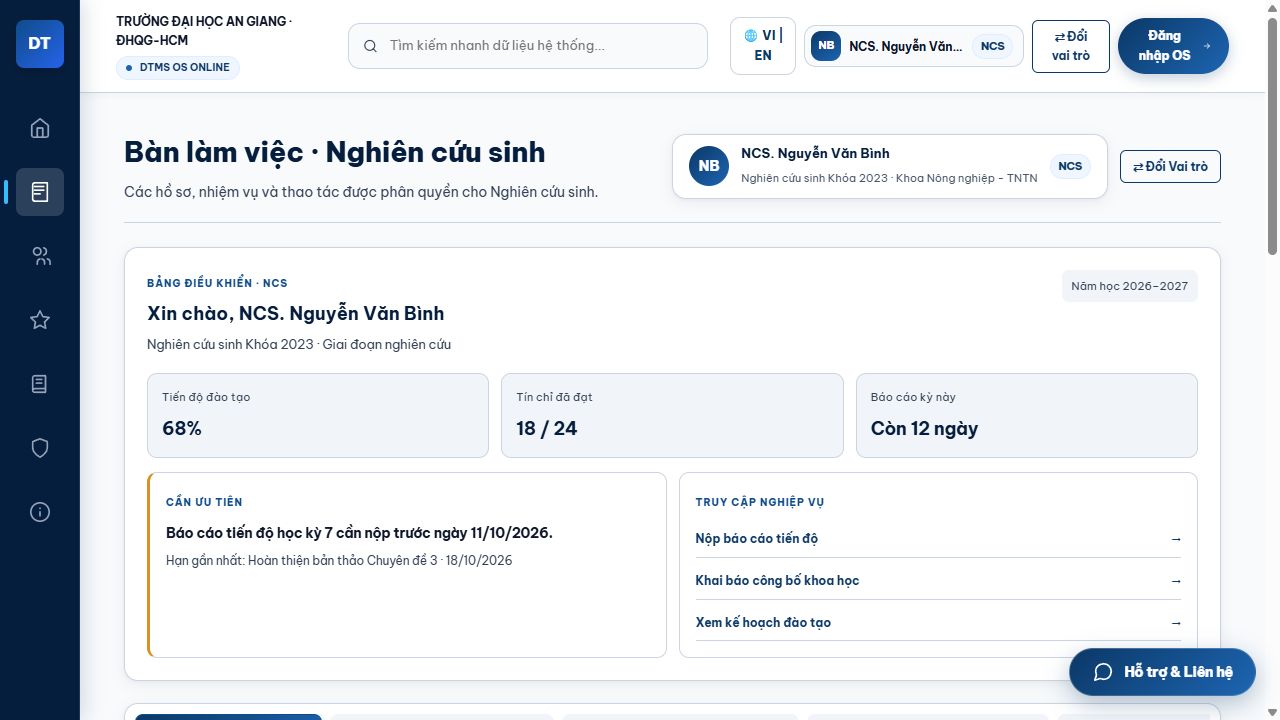 DT
TRƯỜNG ĐẠI HỌC AN GIANG ·
ĐHQG-HCM
DTMS OS ONLINE
Tìm kiếm nhanh dữ liệu hệ thống...
🌐 VI |
EN
NB
NCS. Nguyễn Văn...
NCS
⇄ Đổi
vai trò
Đăng
nhập OS
Bàn làm việc · Nghiên cứu sinh
Các hồ sơ, nhiệm vụ và thao tác được phân quyền cho Nghiên cứu sinh.
NB
NCS. Nguyễn Văn Bình
Nghiên cứu sinh Khóa 2023 · Khoa Nông nghiệp – TNTN
NCS
⇄ Đổi Vai trò
BẢNG ĐIỀU KHIỂN · NCS
Xin chào, NCS. Nguyễn Văn Bình
Nghiên cứu sinh Khóa 2023 · Giai đoạn nghiên cứu
Năm học 2026–2027
Tiến độ đào tạo
68%
Tín chỉ đã đạt
18 / 24
Báo cáo kỳ này
Còn 12 ngày
CẦN ƯU TIÊN
Báo cáo tiến độ học kỳ 7 cần nộp trước ngày 11/10/2026.
Hạn gần nhất: Hoàn thiện bản thảo Chuyên đề 3 · 18/10/2026
TRUY CẬP NGHIỆP VỤ
Nộp báo cáo tiến độ →
Khai báo công bố khoa học →
Xem kế hoạch đào tạo →
Hỗ trợ & Liên hệ